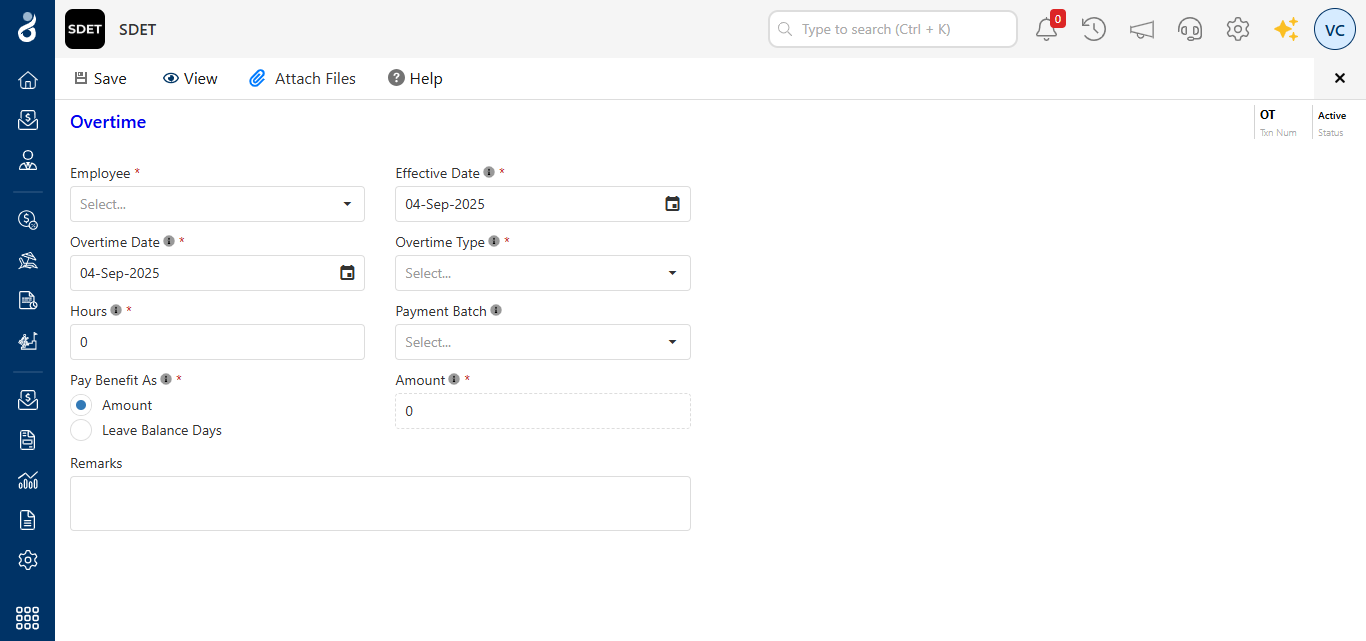 SDET SDET Type to search (Ctrl + K) 0 VC
Save View Attach Files ? Help
Overtime OT Active
Txn Num Status
Employee * Effective Date *
Select... 04-Sep-2025
Overtime Date * Overtime Type *
04-Sep-2025 Select...
Hours * Payment Batch
0 Select...
Pay Benefit As * Amount *
Amount 0
Leave Balance Days
Remarks